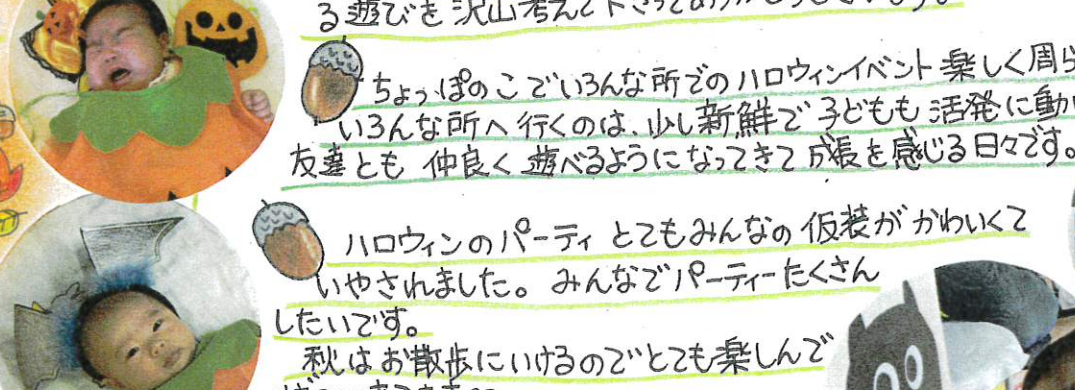 る遊びを沢山考えて下さってありがとうございます。
ちょっぽのこでいろんな所でのハロウィンイベント楽しく周ら
いろんな所へ行くのは、少し新鮮で子どもも活発に動い
友達とも仲良く遊べるようになってきて成長を感じる日々です。
ハロウィンのパーティとてもみんなの仮装がかわいくて
いやされました。みんなでパーティーたくさん
したいです。
秋はお散歩にいけるのでとても楽しんで